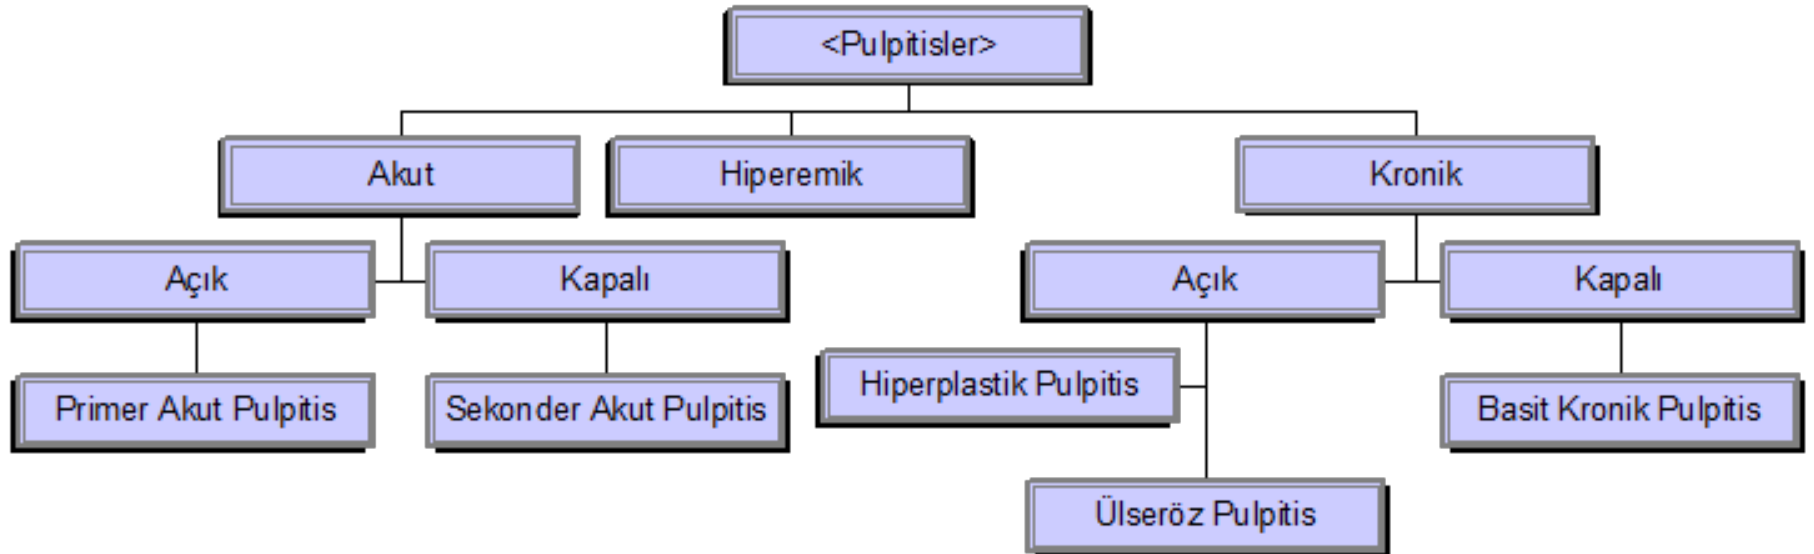 <Pulpitisler>
Akut
Hiperemik
Kronik
Açık
Kapalı
Açık
Kapalı
Primer Akut Pulpitis
Sekonder Akut Pulpitis
Hiperplastik Pulpitis
Basit Kronik Pulpitis
Ülseröz Pulpitis